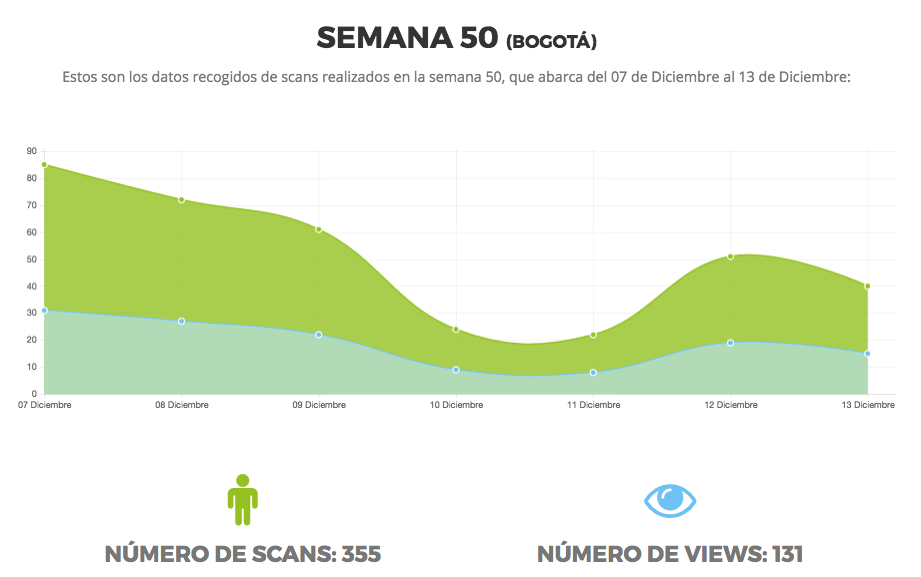 SEMANA 50 (BOGOTÁ)
Estos son los datos recogidos de scans realizados en la semana 50, que abarca del 07 de Diciembre al 13 de Diciembre:
90
80
70
60
50
40
30
20
10
0
07 Diciembre 08 Diciembre 09 Diciembre 10 Diciembre 11 Diciembre 12 Diciembre 13 Diciembre
NÚMERO DE SCANS: 355 NÚMERO DE VIEWS: 131